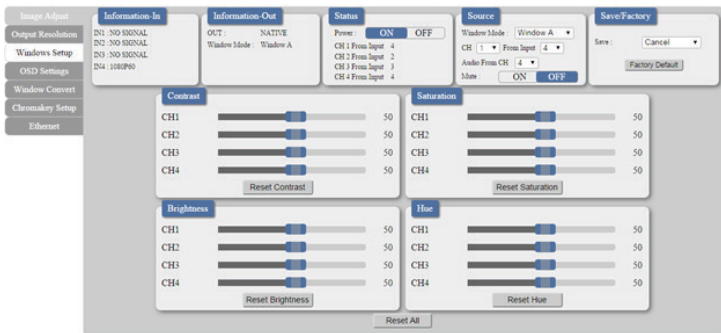 Image Adjust
Output Resolution
Windows Setup
OSD Settings
Window Convert
Chromakey Setup
Ethernet
Information-In
IN1 : NO SIGNAL
IN2 : NO SIGNAL
IN3 : NO SIGNAL
IN4 : 1080P60
Information-Out
OUT : NATIVE
Window Mode : Window A
Status
Power : ON OFF
CH 1 From Input 4
CH 2 From Input 2
CH 3 From Input 3
CH 4 From Input 4
Source
Window Mode : Window A
CH 1 From Input 4
Audio From CH 4
Mute : ON OFF
Save/Factory
Save : Cancel
Factory Default
Contrast
CH1 50
CH2 50
CH3 50
CH4 50
Reset Contrast
Saturation
CH1 50
CH2 50
CH3 50
CH4 50
Reset Saturation
Brightness
CH1 50
CH2 50
CH3 50
CH4 50
Reset Brightness
Hue
CH1 50
CH2 50
CH3 50
CH4 50
Reset Hue
Reset All